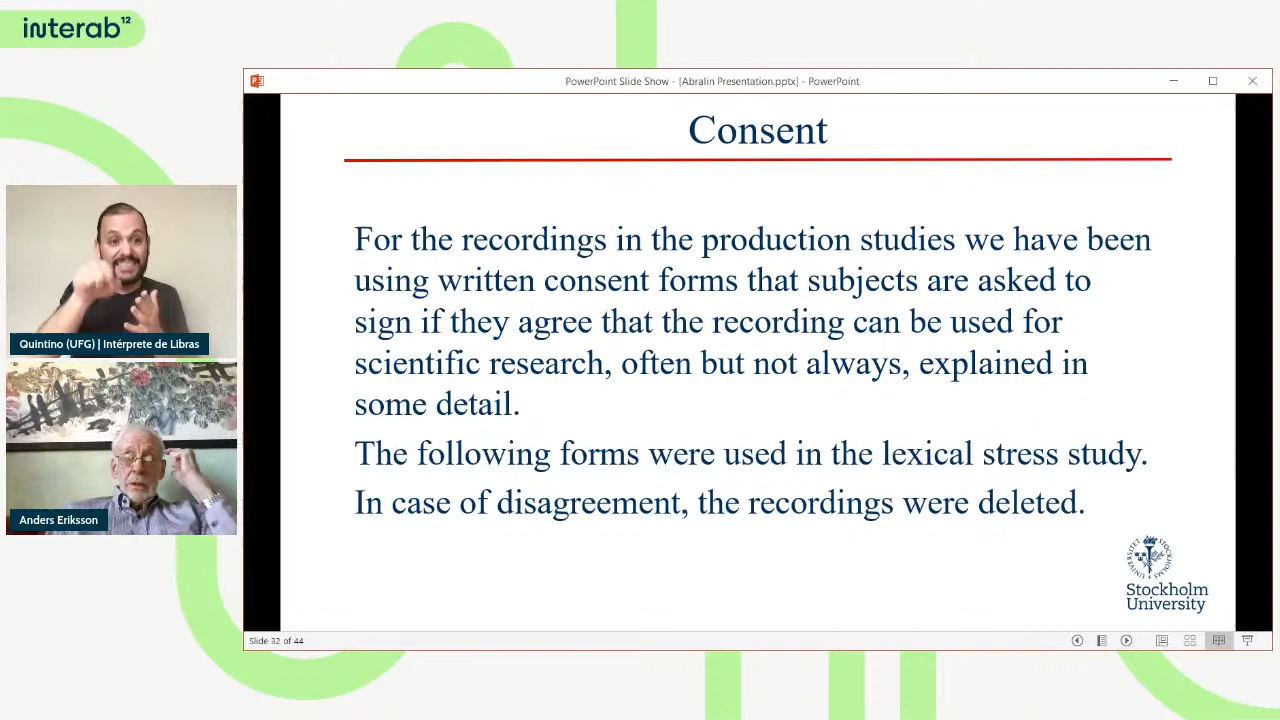 interab¹²
PowerPoint Slide Show - [Abralin Presentation.pptx] - PowerPoint
Consent
For the recordings in the production studies we have been
using written consent forms that subjects are asked to
sign if they agree that the recording can be used for
scientific research, often but not always, explained in
some detail.
The following forms were used in the lexical stress study.
In case of disagreement, the recordings were deleted.
Quintino (UFG) | Intérprete de Libras
Anders Eriksson
Stockholm
University
Slide 32 of 44